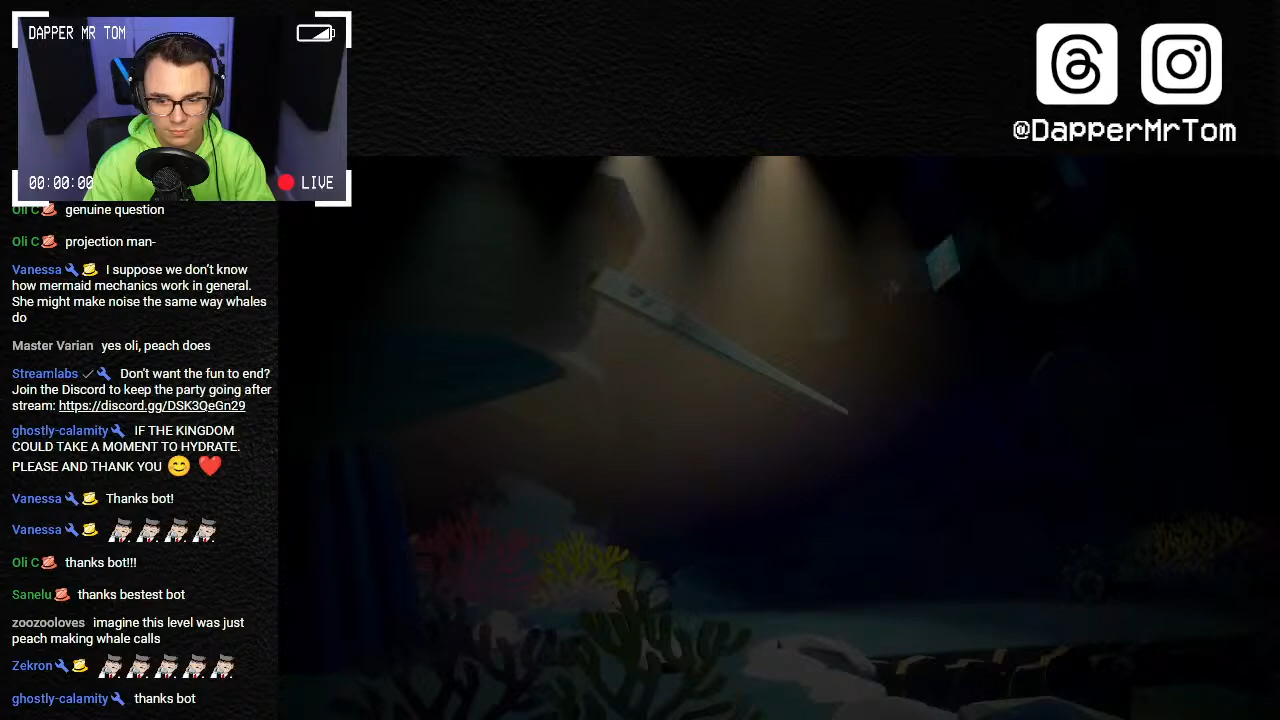 DAPPER MR TOM
00:00:00
LIVE
@DapperMrTom
Oli C genuine question
Oli C projection man-
Vanessa I suppose we don't know
how mermaid mechanics work in general.
She might make noise the same way whales
do
Master Varian yes oli, peach does
Streamlabs Don't want the fun to end?
Join the Discord to keep the party going after
stream: https://discord.gg/DSK3QeGn29
ghostly-calamity IF THE KINGDOM
COULD TAKE A MOMENT TO HYDRATE.
PLEASE AND THANK YOU 😊 ❤️
Vanessa Thanks bot!
Vanessa
Oli C thanks bot!!!
Sanelu thanks bestest bot
zoozooloves imagine this level was just
peach making whale calls
Zekron
ghostly-calamity thanks bot